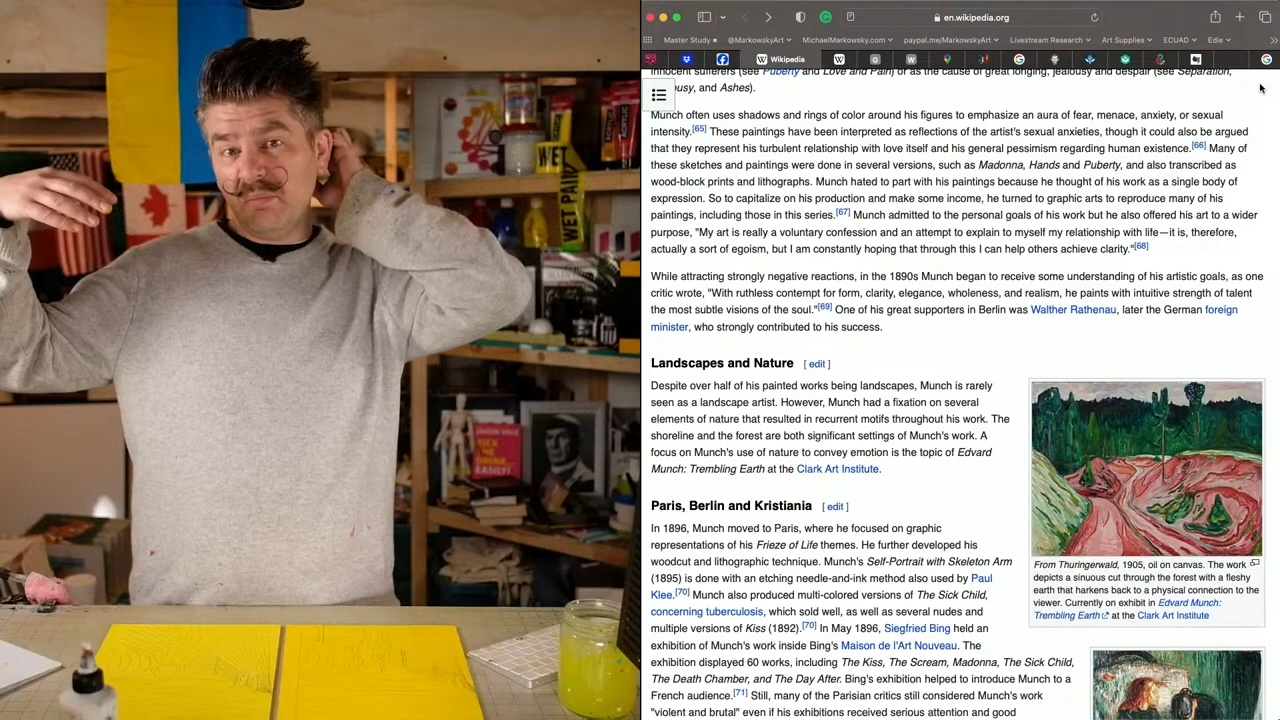 WET
WET PAINT
ACRYLIC
JASON VALE
KICK
THE
DRINK
EASILY!
en.wikipedia.org
Master Study
@MarkowskyArt
MichaelMarkowsky.com
paypal.me/MarkowskyArt
Livestream Research
Art Supplies
ECUAD
Edie
Wikipedia
innocent sufferers (see Puberty and Love and Pain) or as the cause of great longing, jealousy and despair (see Separation,
ousy, and Ashes).
Munch often uses shadows and rings of color around his figures to emphasize an aura of fear, menace, anxiety, or sexual
intensity.[65] These paintings have been interpreted as reflections of the artist's sexual anxieties, though it could also be argued
that they represent his turbulent relationship with love itself and his general pessimism regarding human existence.[66] Many of
these sketches and paintings were done in several versions, such as Madonna, Hands and Puberty, and also transcribed as
wood-block prints and lithographs. Munch hated to part with his paintings because he thought of his work as a single body of
expression. So to capitalize on his production and make some income, he turned to graphic arts to reproduce many of his
paintings, including those in this series.[67] Munch admitted to the personal goals of his work but he also offered his art to a wider
purpose, "My art is really a voluntary confession and an attempt to explain to myself my relationship with life—it is, therefore,
actually a sort of egoism, but I am constantly hoping that through this I can help others achieve clarity."[68]
While attracting strongly negative reactions, in the 1890s Munch began to receive some understanding of his artistic goals, as one
critic wrote, "With ruthless contempt for form, clarity, elegance, wholeness, and realism, he paints with intuitive strength of talent
the most subtle visions of the soul."[69] One of his great supporters in Berlin was Walther Rathenau, later the German foreign
minister, who strongly contributed to his success.
Landscapes and Nature [ edit ]
Despite over half of his painted works being landscapes, Munch is rarely
seen as a landscape artist. However, Munch had a fixation on several
elements of nature that resulted in recurrent motifs throughout his work. The
shoreline and the forest are both significant settings of Munch's work. A
focus on Munch's use of nature to convey emotion is the topic of Edvard
Munch: Trembling Earth at the Clark Art Institute.
From Thuringerwald, 1905, oil on canvas. The work
depicts a sinuous cut through the forest with a fleshy
earth that harkens back to a physical connection to the
viewer. Currently on exhibit in Edvard Munch:
Trembling Earth at the Clark Art Institute
Paris, Berlin and Kristiania [ edit ]
In 1896, Munch moved to Paris, where he focused on graphic
representations of his Frieze of Life themes. He further developed his
woodcut and lithographic technique. Munch's Self-Portrait with Skeleton Arm
(1895) is done with an etching needle-and-ink method also used by Paul
Klee.[70] Munch also produced multi-colored versions of The Sick Child,
concerning tuberculosis, which sold well, as well as several nudes and
multiple versions of Kiss (1892).[70] In May 1896, Siegfried Bing held an
exhibition of Munch's work inside Bing's Maison de l'Art Nouveau. The
exhibition displayed 60 works, including The Kiss, The Scream, Madonna, The Sick Child,
The Death Chamber, and The Day After. Bing's exhibition helped to introduce Munch to a
French audience.[71] Still, many of the Parisian critics still considered Munch's work
"violent and brutal" even if his exhibitions received serious attention and good